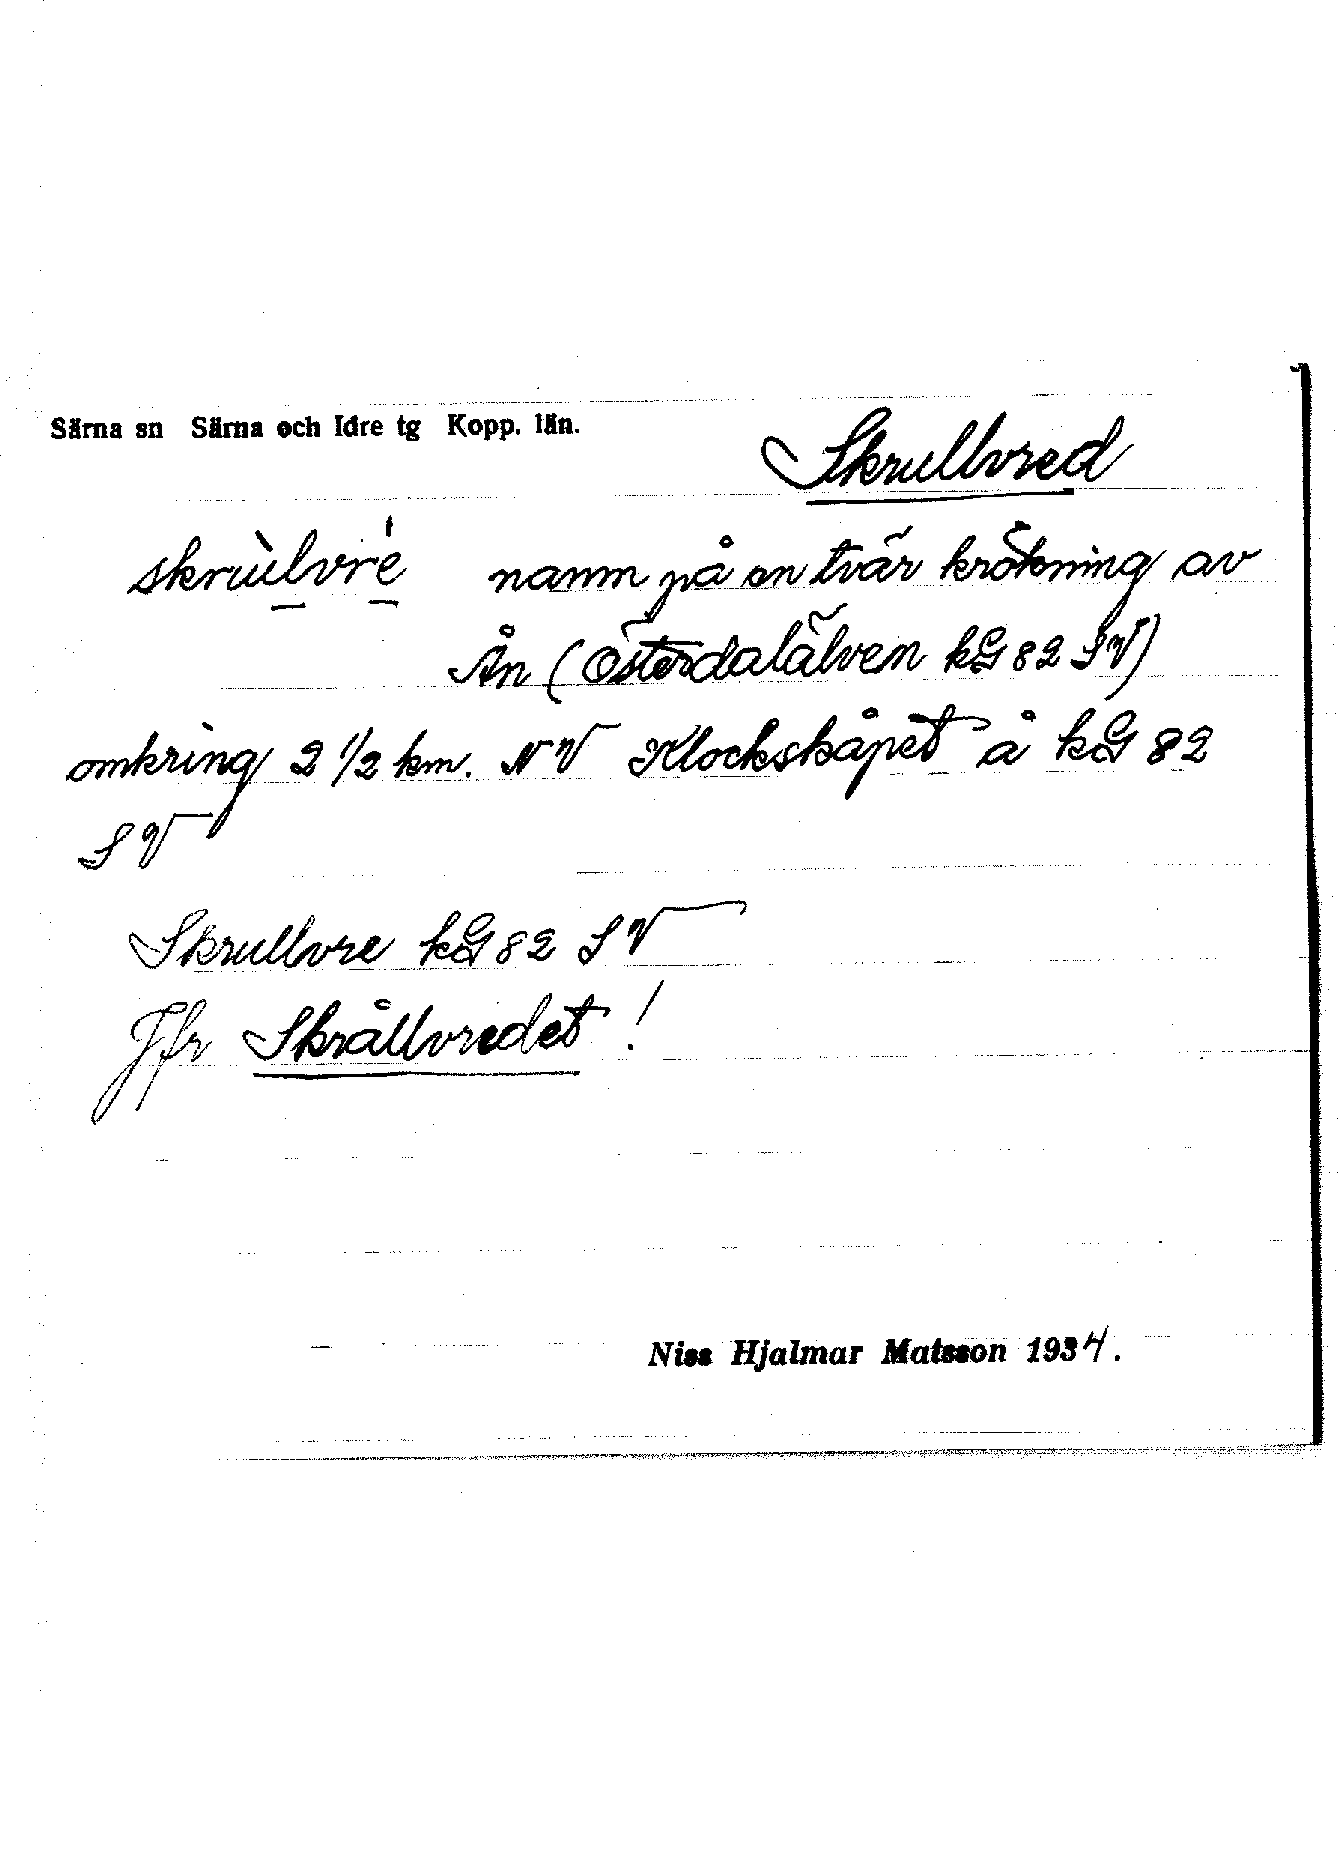 Särna sn Särna och Idre tg Kopp. län.
Skrullvred
skruulvre namn på en tvär krökning av
Ån (Österdalälven kG 82 SV)
omkring 2 1/2 km. NV Klockskåpet å kG 82
SV
Skrullvre kG 82 SV
Jfr Skrållvredet!
Niss Hjalmar Matsson 1934.